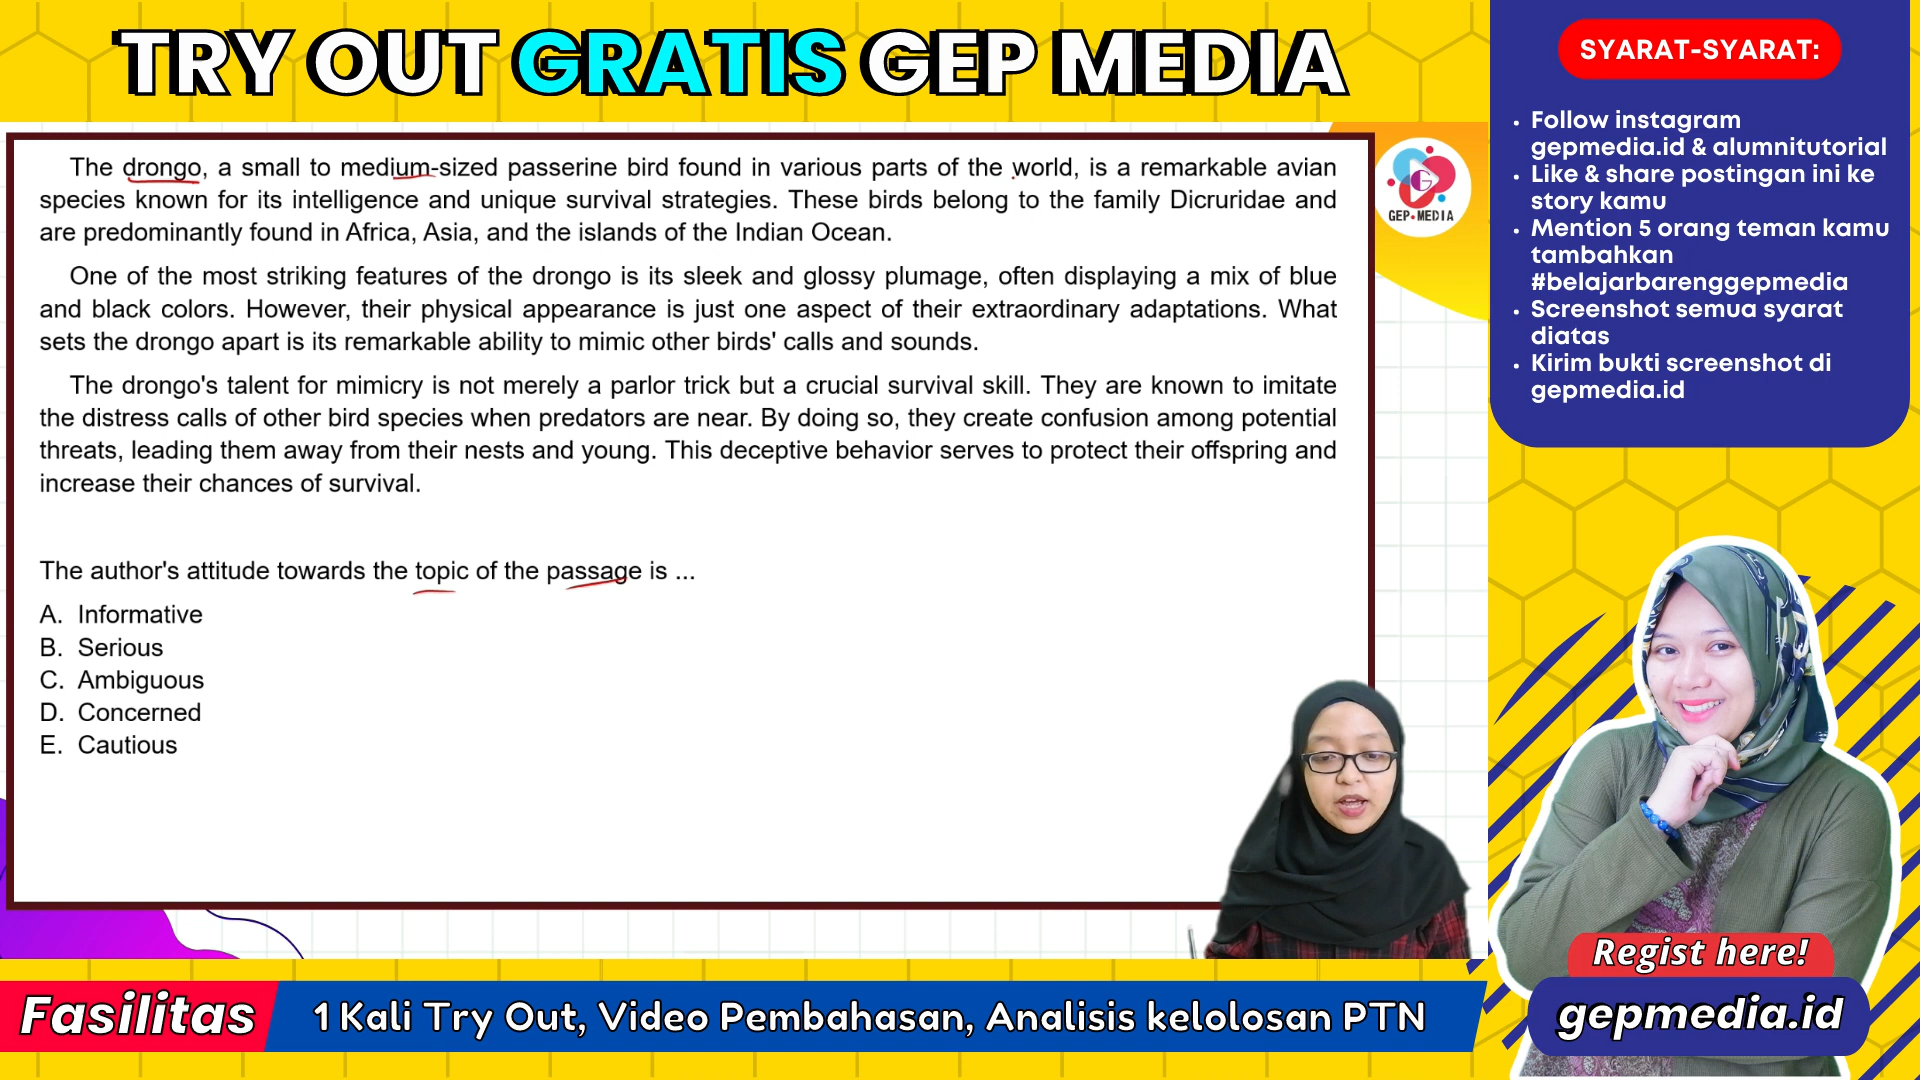 TRY OUT GRATIS GEP MEDIA
The drongo, a small to medium-sized passerine bird found in various parts of the world, is a remarkable avian
species known for its intelligence and unique survival strategies. These birds belong to the family Dicruridae and
are predominantly found in Africa, Asia, and the islands of the Indian Ocean.
One of the most striking features of the drongo is its sleek and glossy plumage, often displaying a mix of blue
and black colors. However, their physical appearance is just one aspect of their extraordinary adaptations. What
sets the drongo apart is its remarkable ability to mimic other birds' calls and sounds.
The drongo's talent for mimicry is not merely a parlor trick but a crucial survival skill. They are known to imitate
the distress calls of other bird species when predators are near. By doing so, they create confusion among potential
threats, leading them away from their nests and young. This deceptive behavior serves to protect their offspring and
increase their chances of survival.
The author's attitude towards the topic of the passage is ...
A. Informative
B. Serious
C. Ambiguous
D. Concerned
E. Cautious
G
GEP•MEDIA
SYARAT-SYARAT:
• Follow instagram
gepmedia.id & alumnitutorial
• Like & share postingan ini ke
story kamu
• Mention 5 orang teman kamu
tambahkan
#belajarbarenggepmedia
• Screenshot semua syarat
diatas
• Kirim bukti screenshot di
gepmedia.id
Regist here!
gepmedia.id
Fasilitas
1 Kali Try Out, Video Pembahasan, Analisis kelolosan PTN